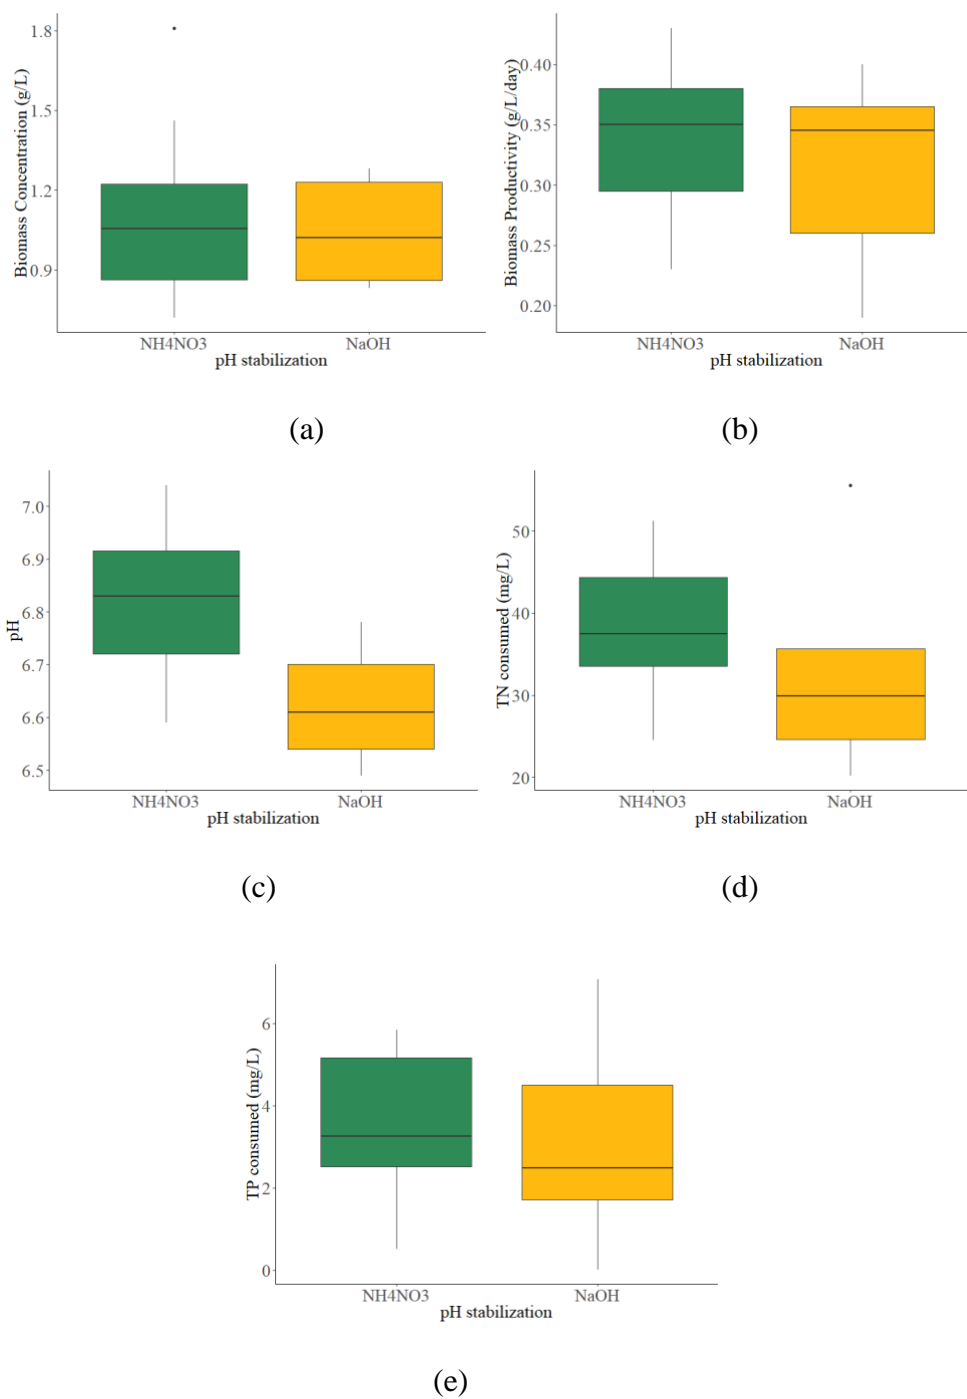 Biomass Concentration (g/L)
1.8
1.5
1.2
0.9
NH4NO3 NaOH
pH stabilization
(a)
Biomass Productivity (g/L/day)
0.40
0.35
0.30
0.25
0.20
NH4NO3 NaOH
pH stabilization
(b)
pH
7.0
6.9
6.8
6.7
6.6
6.5
NH4NO3 NaOH
pH stabilization
(c)
TN consumed (mg/L)
50
40
30
20
NH4NO3 NaOH
pH stabilization
(d)
TP consumed (mg/L)
6
4
2
0
NH4NO3 NaOH
pH stabilization
(e)